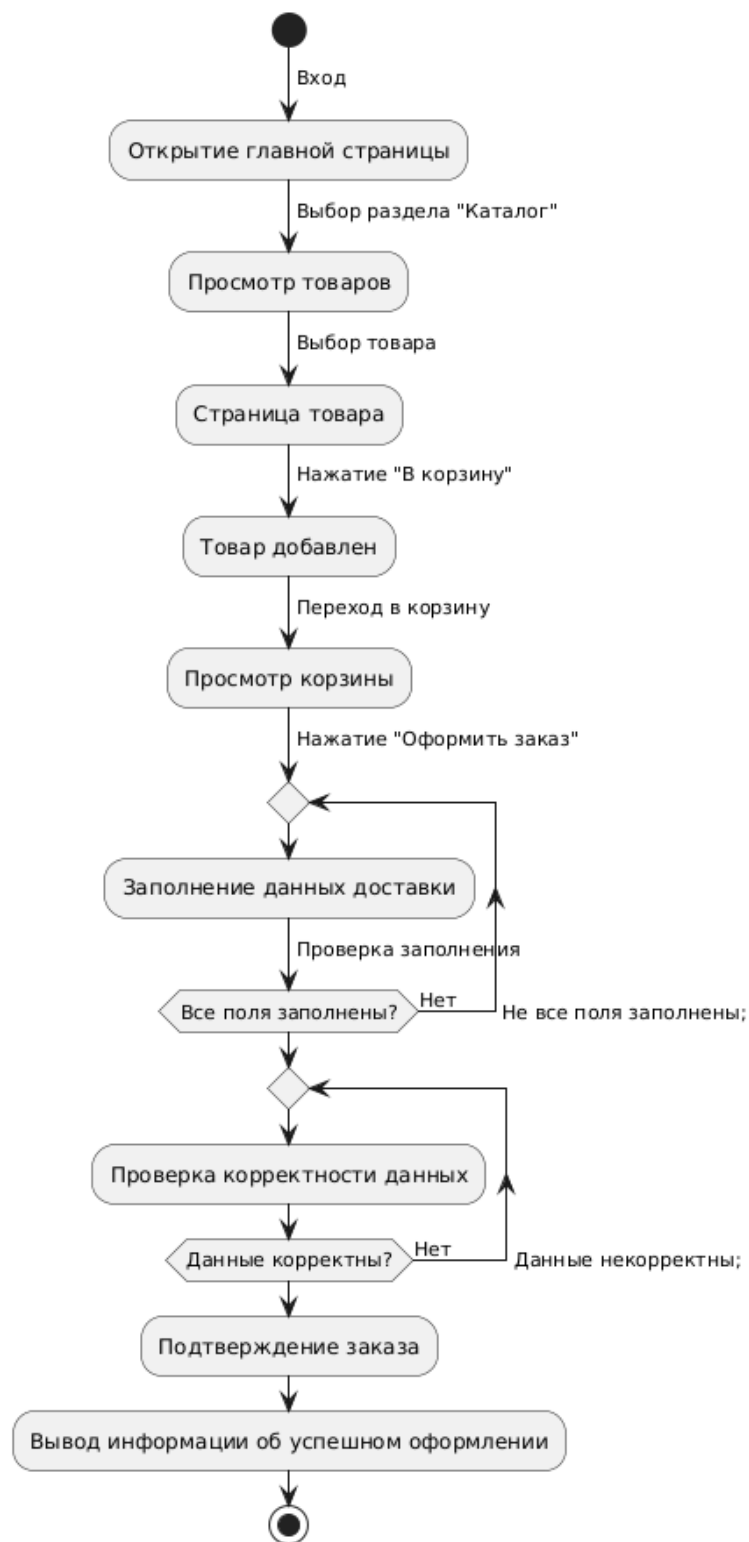 Вход
Открытие главной страницы
Выбор раздела "Каталог"
Просмотр товаров
Выбор товара
Страница товара
Нажатие "В корзину"
Товар добавлен
Переход в корзину
Просмотр корзины
Нажатие "Оформить заказ"
Заполнение данных доставки
Проверка заполнения
Все поля заполнены?
Нет
Не все поля заполнены;
Проверка корректности данных
Данные корректны?
Нет
Данные некорректны;
Подтверждение заказа
Вывод информации об успешном оформлении